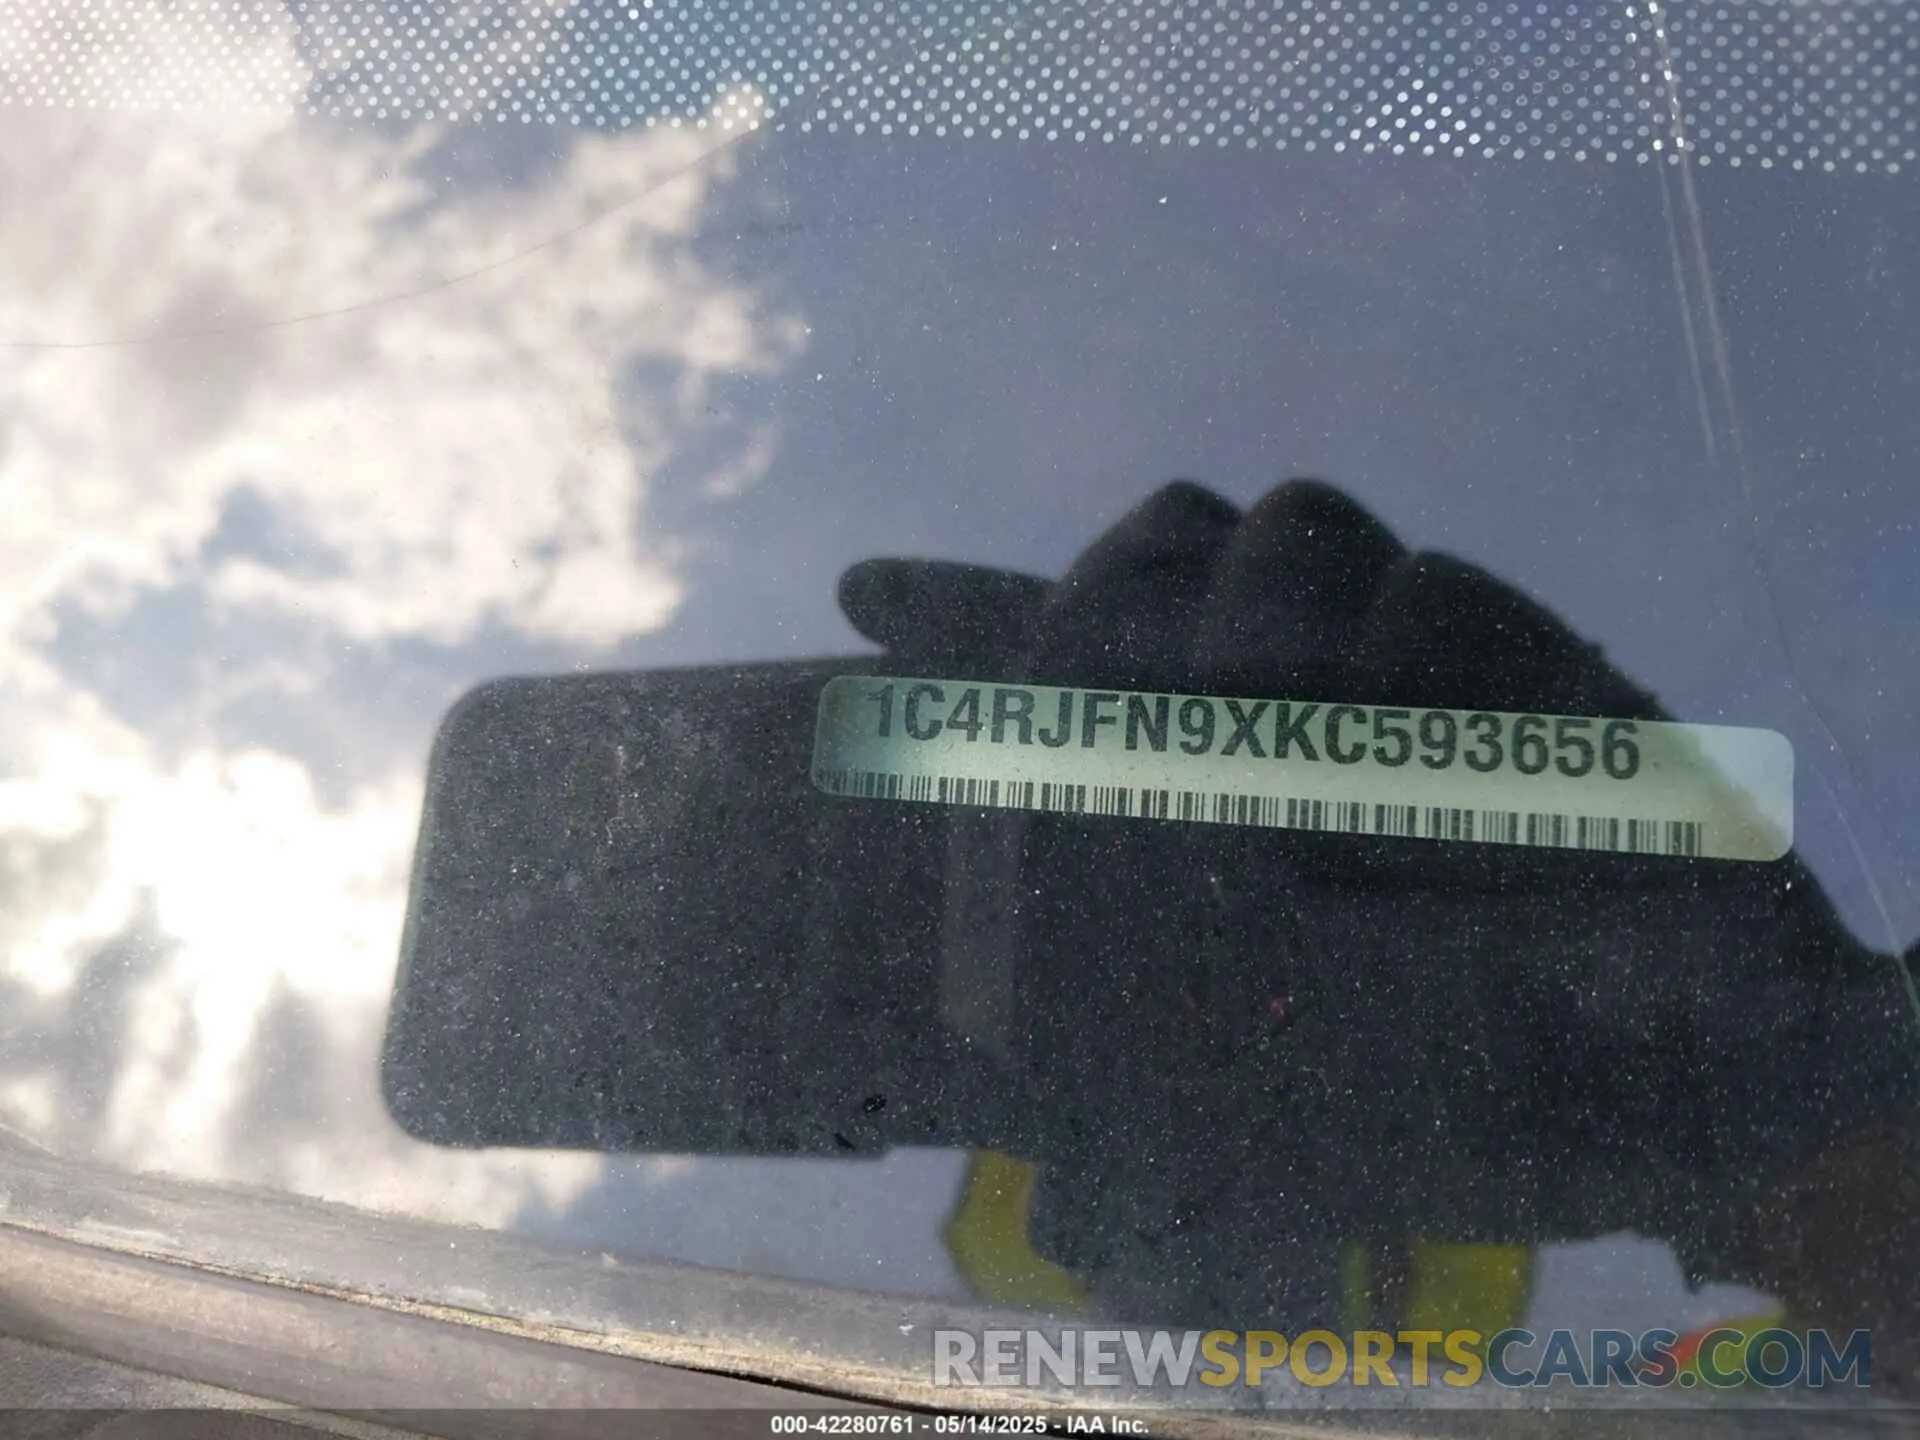 1C4RJFN9XKC593656
RENEWSPORTSCARS.COM
000-42280761 - 05/14/2025 - IAA Inc.